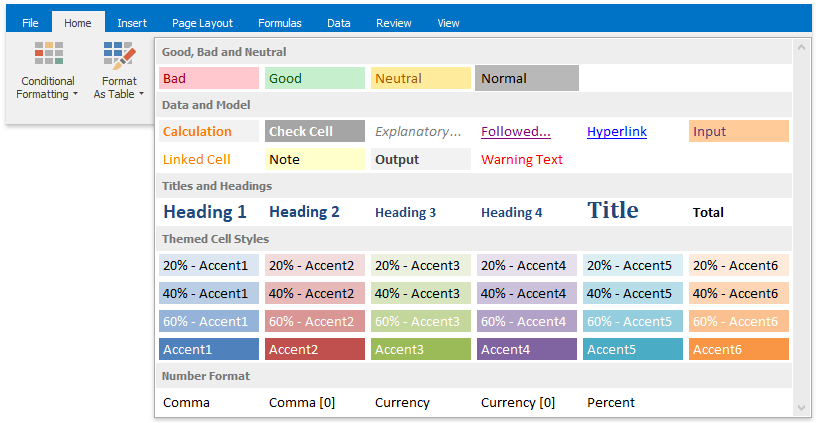 File Home Insert Page Layout Formulas Data Review View
Conditional Formatting
Format As Table
Good, Bad and Neutral
Bad Good Neutral Normal
Data and Model
Calculation Check Cell Explanatory... Followed... Hyperlink Input
Linked Cell Note Output Warning Text
Titles and Headings
Heading 1 Heading 2 Heading 3 Heading 4 Title Total
Themed Cell Styles
20% - Accent1 20% - Accent2 20% - Accent3 20% - Accent4 20% - Accent5 20% - Accent6
40% - Accent1 40% - Accent2 40% - Accent3 40% - Accent4 40% - Accent5 40% - Accent6
60% - Accent1 60% - Accent2 60% - Accent3 60% - Accent4 60% - Accent5 60% - Accent6
Accent1 Accent2 Accent3 Accent4 Accent5 Accent6
Number Format
Comma Comma [0] Currency Currency [0] Percent